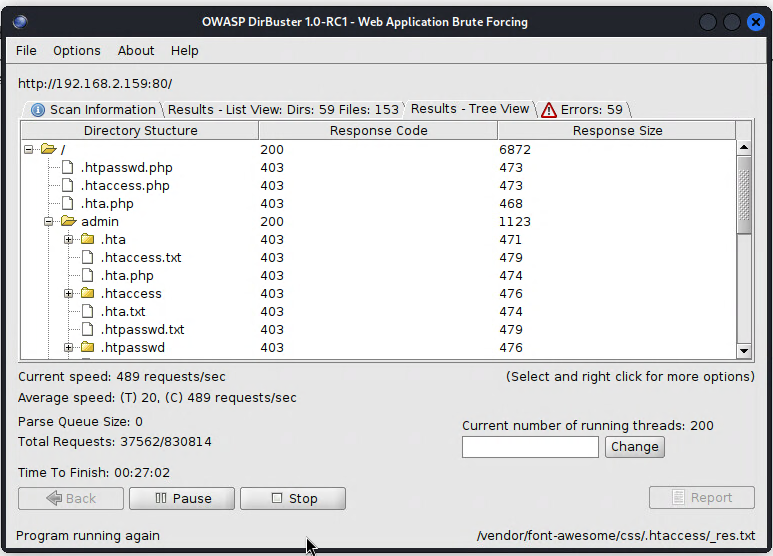 OWASP DirBuster 1.0-RC1 - Web Application Brute Forcing
File Options About Help
http://192.168.2.159:80/
Scan Information Results - List View: Dirs: 59 Files: 153 Results - Tree View Errors: 59
Directory Stucture Response Code Response Size
/ 200 6872
.htpasswd.php 403 473
.htaccess.php 403 473
.hta.php 403 468
admin 200 1123
.hta 403 471
.htaccess.txt 403 479
.hta.php 403 474
.htaccess 403 476
.hta.txt 403 474
.htpasswd.txt 403 479
.htpasswd 403 476
Current speed: 489 requests/sec (Select and right click for more options)
Average speed: (T) 20, (C) 489 requests/sec
Parse Queue Size: 0 Current number of running threads: 200
Total Requests: 37562/830814 Change
Time To Finish: 00:27:02
Back Pause Stop Report
Program running again /vendor/font-awesome/css/.htaccess/_res.txt